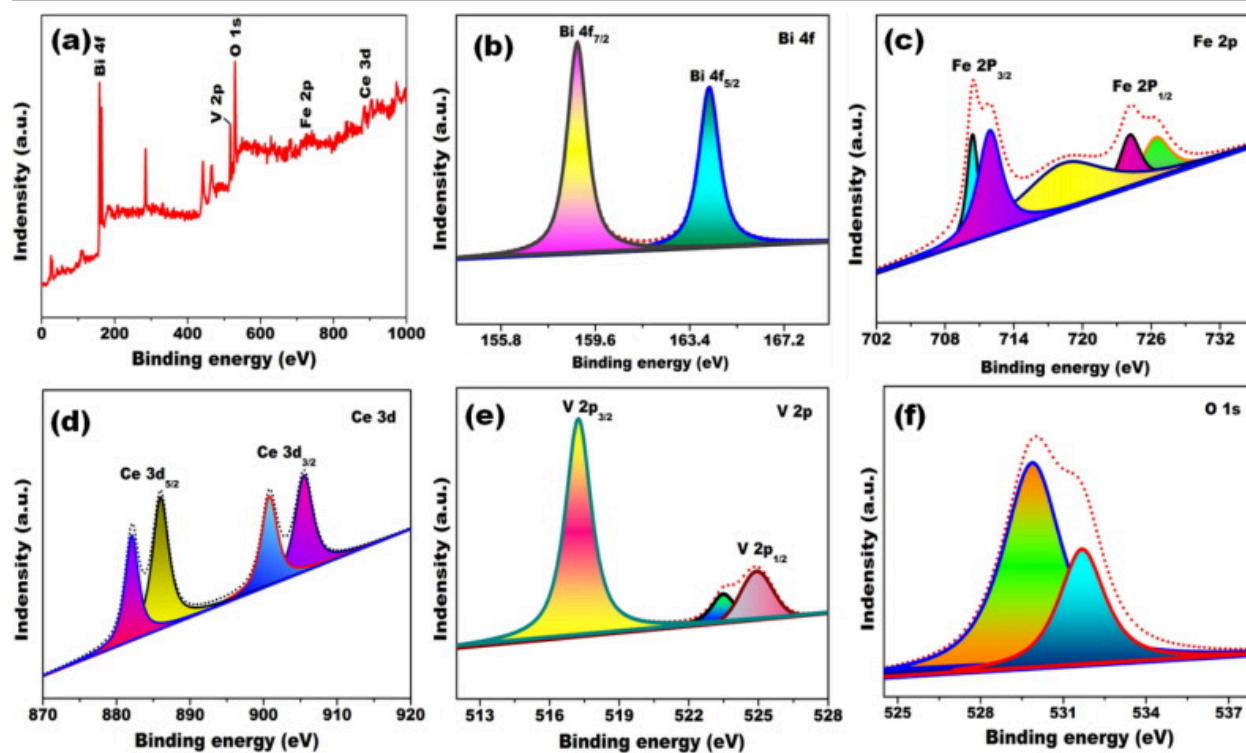 (a)
Bi 4f
V 2p
O 1s
Fe 2p
Ce 3d
Indensity (a.u.)
0 200 400 600 800 1000
Binding energy (eV)
(b)
Bi 4f7/2
Bi 4f5/2
Bi 4f
Indensity (a.u.)
155.8 159.6 163.4 167.2
Binding energy (eV)
(c)
Fe 2p
Fe 2P3/2
Fe 2P1/2
Indensity (a.u.)
702 708 714 720 726 732
Binding energy (eV)
(d)
Ce 3d
Ce 3d5/2
Ce 3d3/2
Indensity (a.u.)
870 880 890 900 910 920
Binding energy (eV)
(e)
V 2p3/2
V 2p
V 2p1/2
Indensity (a.u.)
513 516 519 522 525 528
Binding energy (eV)
(f)
O 1s
Indensity (a.u.)
525 528 531 534 537
Binding energy (eV)